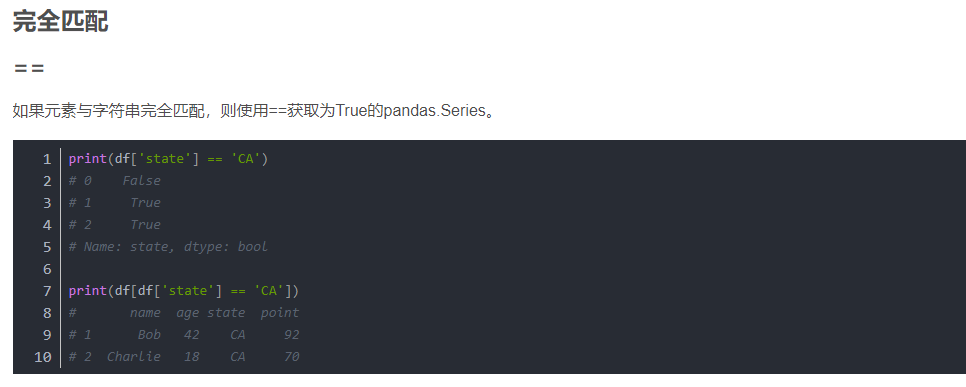 完全匹配
==
如果元素与字符串完全匹配，则使用==获取为True的pandas.Series。
1 print(df['state'] == 'CA')
2 # 0    False
3 # 1     True
4 # 2     True
5 # Name: state, dtype: bool
6
7 print(df[df['state'] == 'CA'])
8 #       name  age state  point
9 # 1      Bob   42    CA     92
10 # 2  Charlie   18    CA     70